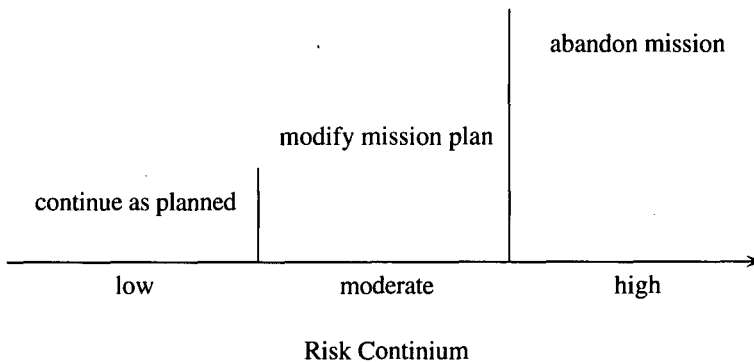 abandon mission
modify mission plan
continue as planned
low moderate high
Risk Continium